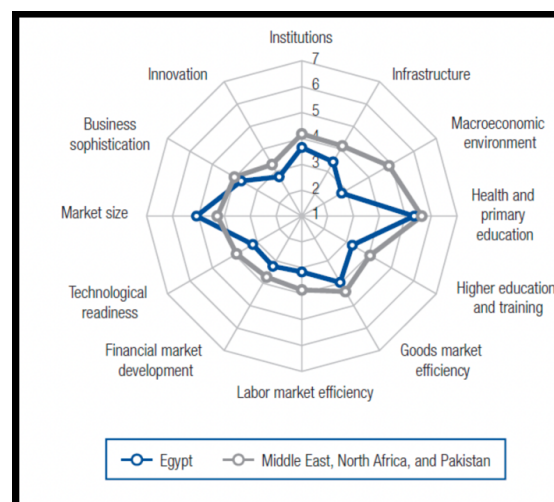 Institutions
7
6
5
4
3
2
1
Infrastructure
Macroeconomic
environment
Health and
primary
education
Higher education
and training
Goods market
efficiency
Labor market efficiency
Financial market
development
Technological
readiness
Market size
Business
sophistication
Innovation
Egypt
Middle East, North Africa, and Pakistan